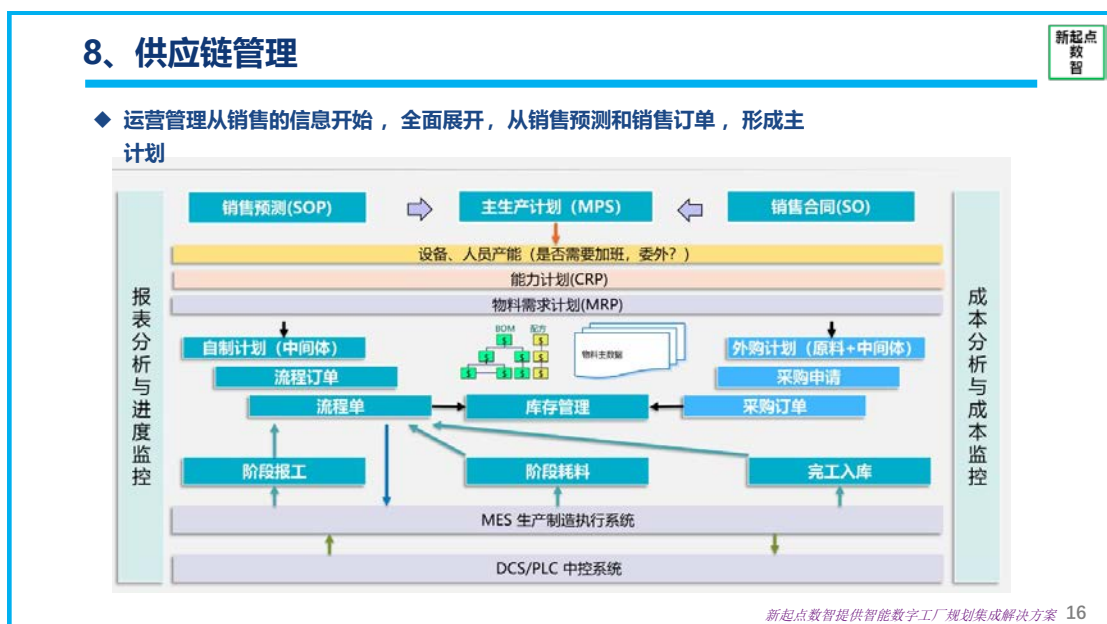 8、供应链管理
新起点
数
智
◆ 运营管理从销售的信息开始 ，全面展开，从销售预测和销售订单 ，形成主
计划
销售预测(SOP)
主生产计划（MPS）
销售合同(SO)
设备、人员产能（是否需要加班，委外？）
能力计划(CRP)
物料需求计划(MRP)
报表分析与进度监控
成本分析与成本监控
BOM 配方
物料主数据
自制计划（中间体）
外购计划（原料+中间体）
流程订单
采购申请
流程单
库存管理
采购订单
阶段报工
阶段耗料
完工入库
MES 生产制造执行系统
DCS/PLC 中控系统
新起点数智提供智能数字工厂规划集成解决方案 16